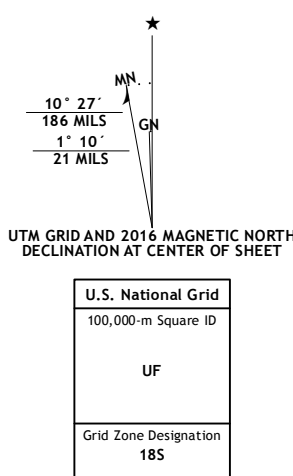 MN
10° 27´
186 MILS
GN
1° 10´
21 MILS
UTM GRID AND 2016 MAGNETIC NORTH
DECLINATION AT CENTER OF SHEET
U.S. National Grid
100,000-m Square ID
UF
Grid Zone Designation
18S